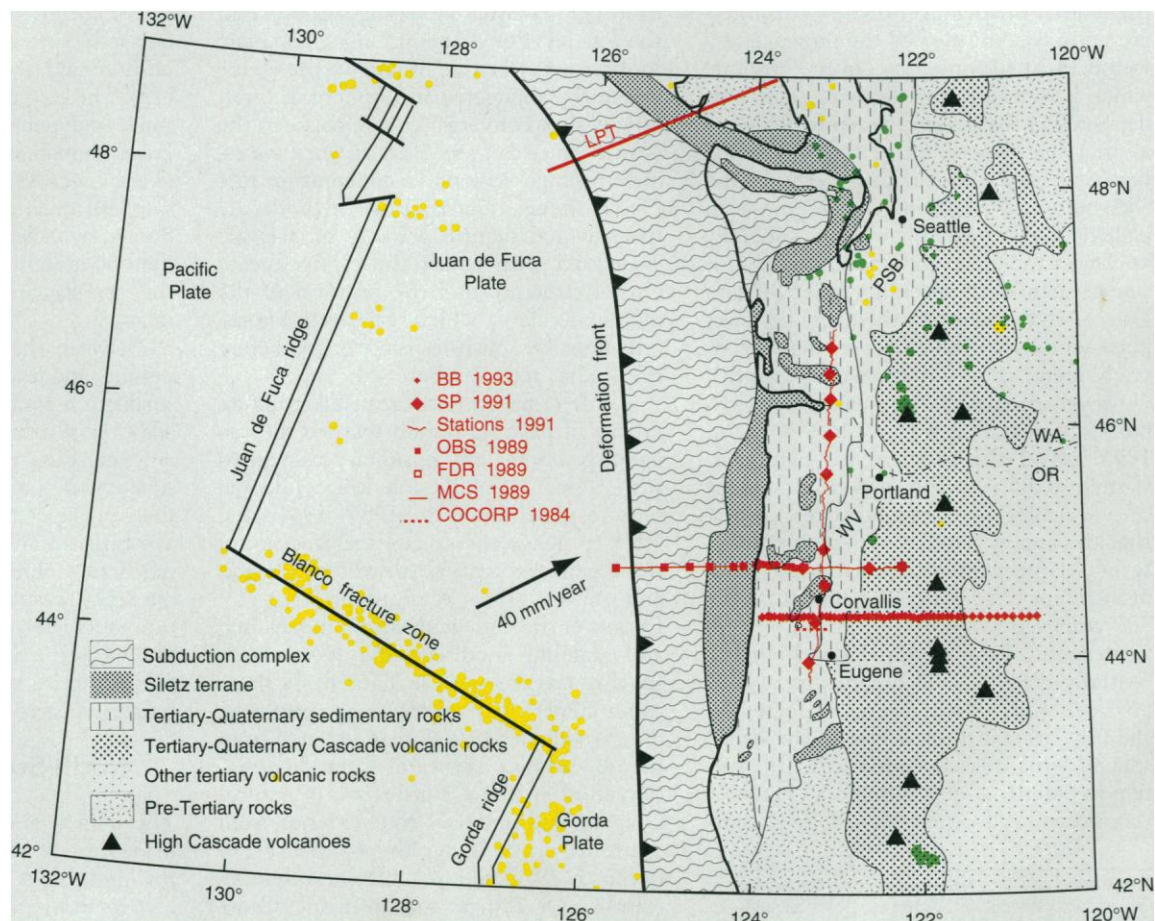 132°W
130°
128°
126°
124°
122°
120°W
LPT
48°
48°N
Seattle
Pacific
Plate
Juan de Fuca
Plate
PSB
Juan de Fuca ridge
Deformation front
46°
BB 1993
SP 1991
Stations 1991
OBS 1989
FDR 1989
MCS 1989
COCORP 1984
46°N
WA
OR
Portland
WV
Blanco fracture zone
40 mm/year
Corvallis
44°
44°N
Eugene
Subduction complex
Siletz terrane
Tertiary-Quaternary sedimentary rocks
Tertiary-Quaternary Cascade volcanic rocks
Other tertiary volcanic rocks
Pre-Tertiary rocks
High Cascade volcanoes
Gorda ridge
Gorda
Plate
42°
42°N
132°W
130°
128°
126°
124°
122°
120°W